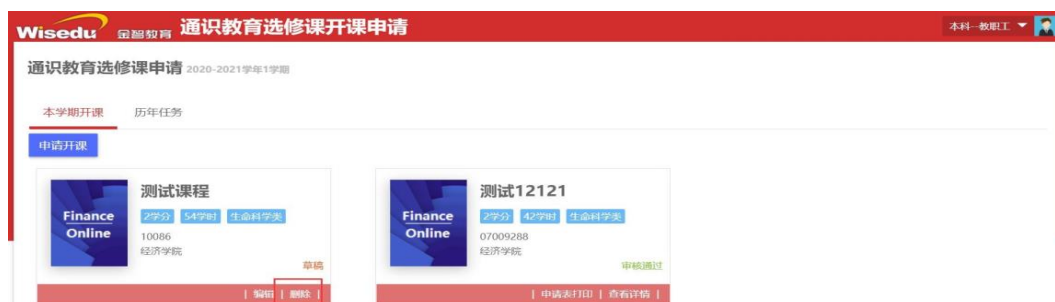 Wisedu 金智教育 通识教育选修课开课申请
本科--教职工
通识教育选修课申请 2020-2021学年1学期
本学期开课 历年任务
申请开课
Finance Online
测试课程
2学分 54学时 生命科学类
10086
经济学院
草稿
| 编辑 | 删除 |
Finance Online
测试12121
2学分 42学时 生命科学类
07009288
经济学院
审核通过
| 申请表打印 | 查看详情 |